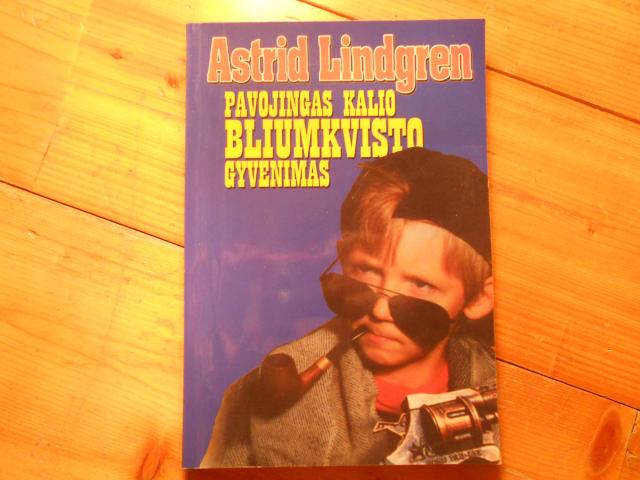 Astrid Lindgren
PAVOJINGAS KALIO
BLIUMKVISTO
GYVENIMAS